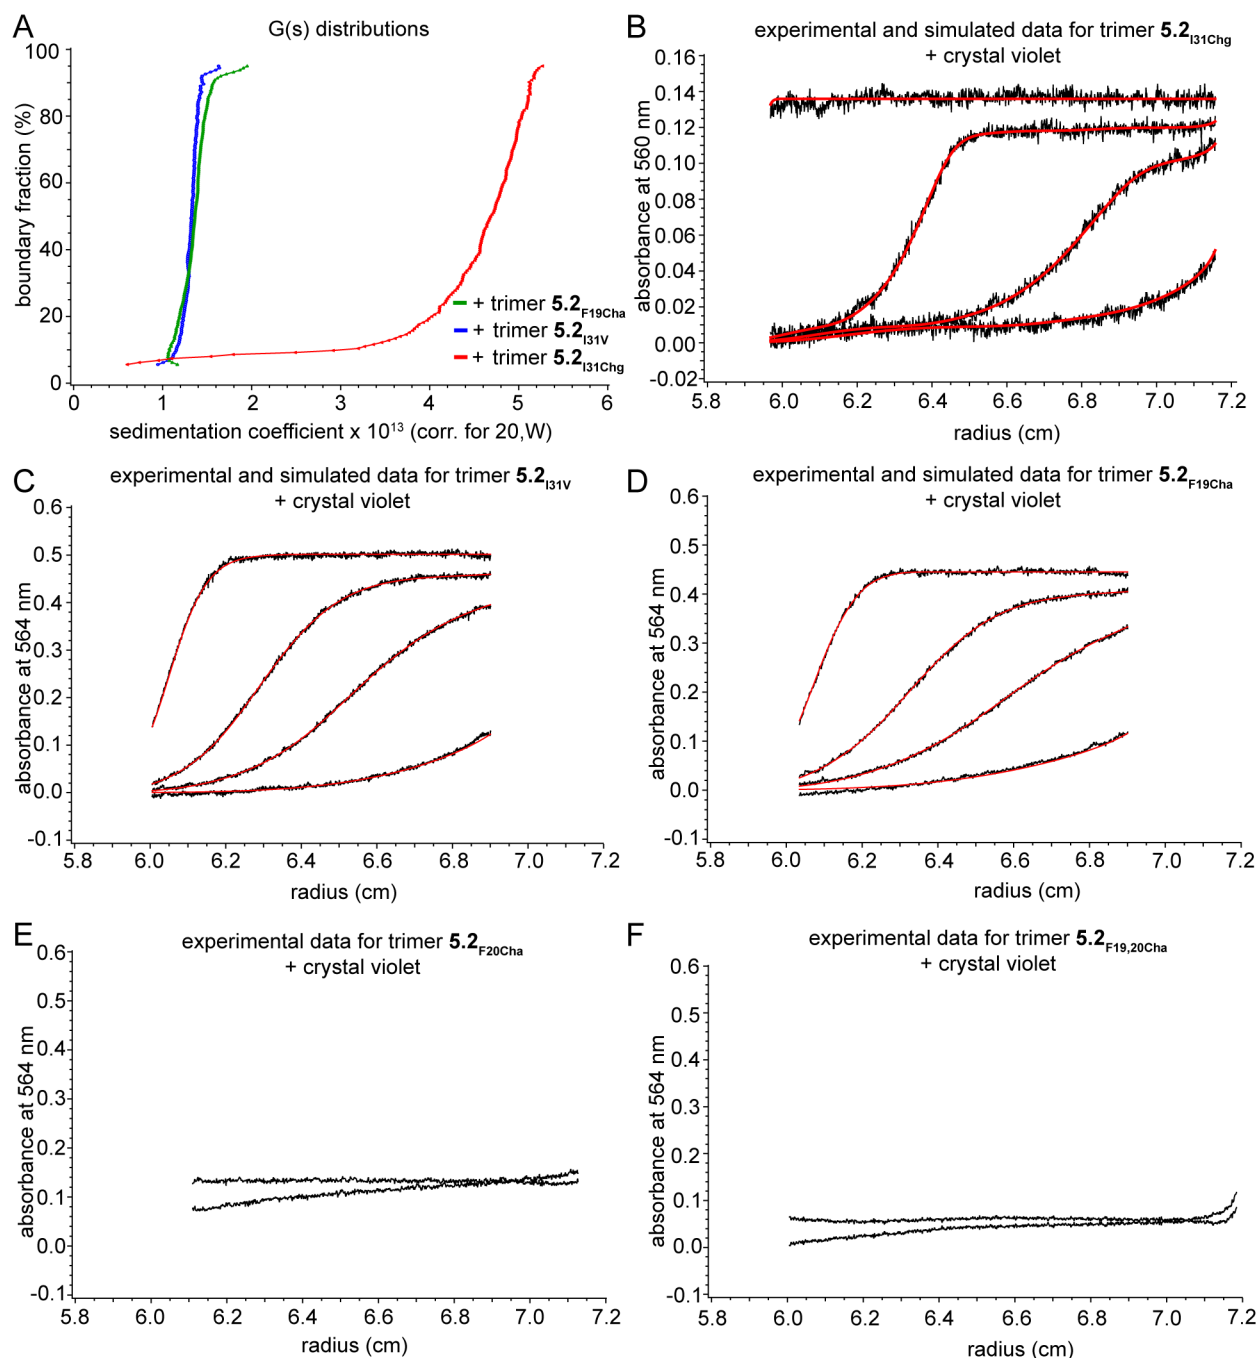 A
G(s) distributions
boundary fraction (%)
100
80
60
40
20
0
0 1 2 3 4 5 6
sedimentation coefficient x 10¹³ (corr. for 20,W)
+ trimer 5.2F19Cha
+ trimer 5.2I31V
+ trimer 5.2I31Chg
B
experimental and simulated data for trimer 5.2I31Chg
+ crystal violet
absorbance at 560 nm
0.16
0.14
0.12
0.10
0.08
0.06
0.04
0.02
0.00
-0.02
5.8 6.0 6.2 6.4 6.6 6.8 7.0 7.2
radius (cm)
C
experimental and simulated data for trimer 5.2I31V
+ crystal violet
absorbance at 564 nm
0.6
0.5
0.4
0.3
0.2
0.1
0.0
-0.1
5.8 6.0 6.2 6.4 6.6 6.8 7.0 7.2
radius (cm)
D
experimental and simulated data for trimer 5.2F19Cha
+ crystal violet
absorbance at 564 nm
0.6
0.5
0.4
0.3
0.2
0.1
0.0
-0.1
5.8 6.0 6.2 6.4 6.6 6.8 7.0 7.2
radius (cm)
E
experimental data for trimer 5.2F20Cha
+ crystal violet
absorbance at 564 nm
0.6
0.5
0.4
0.3
0.2
0.1
0.0
-0.1
5.8 6.0 6.2 6.4 6.6 6.8 7.0 7.2
radius (cm)
F
experimental data for trimer 5.2F19,20Cha
+ crystal violet
absorbance at 564 nm
0.6
0.5
0.4
0.3
0.2
0.1
0.0
-0.1
5.8 6.0 6.2 6.4 6.6 6.8 7.0 7.2
radius (cm)